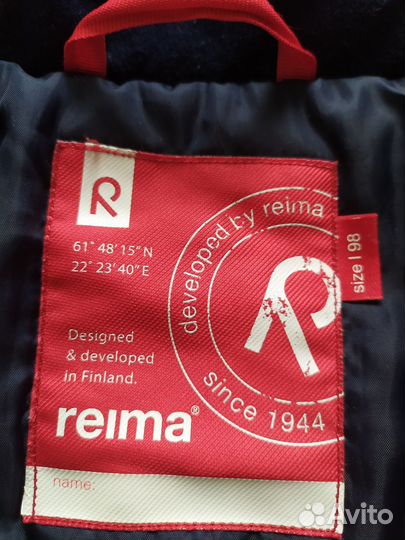 61° 48' 15" N
22° 23' 40" E
developed by reima
since 1944
size | 98
Designed
& developed
in Finland.
reima®
name:
Avito